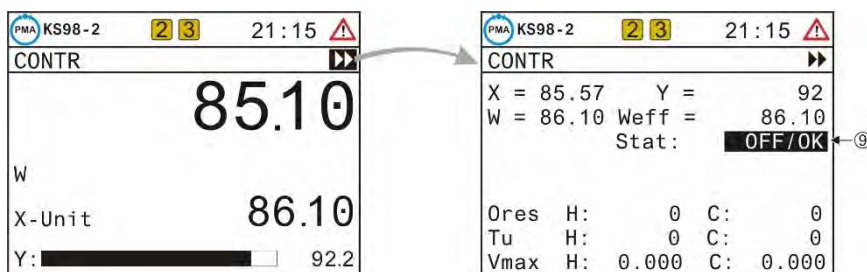 PMA KS98-2 2 3 21:15
CONTR
85.10
W
X-Unit 86.10
Y: 92.2
PMA KS98-2 2 3 21:15
CONTR
X = 85.57 Y = 92
W = 86.10 Weff = 86.10
Stat: OFF/OK ⑨
Ores H: 0 C: 0
Tu H: 0 C: 0
Vmax H: 0.000 C: 0.000